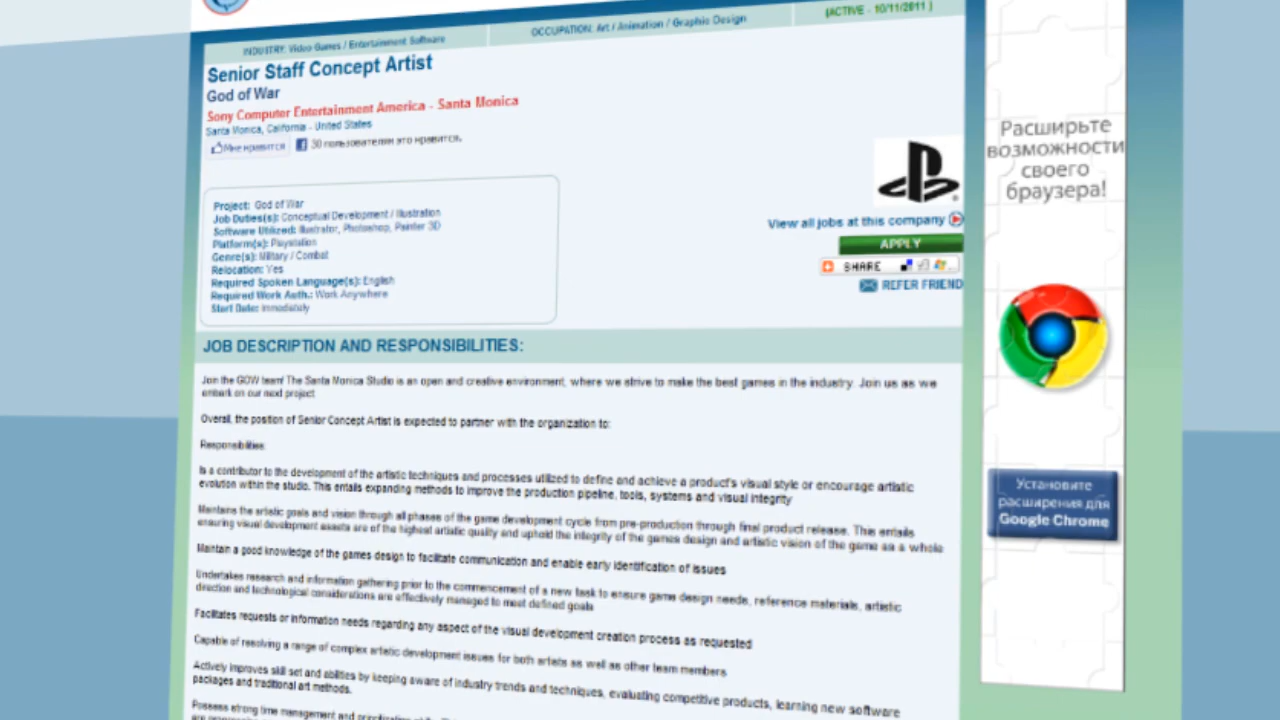 INDUSTRY: Video Games / Entertainment Software
OCCUPATION: Art / Animation / Graphic Design
(ACTIVE - 10/11/2011 )
Senior Staff Concept Artist
God of War
Sony Computer Entertainment America - Santa Monica
Santa Monica, California - United States
Мне нравится
30 пользователям это нравится.
Project: God of War
Job Duties(s): Conceptual Development / Illustration
Software Utilized: Illustrator, Photoshop, Painter 3D
Platform(s): Playstation
Genre(s): Military / Combat
Relocation: Yes
Required Spoken Language(s): English
Required Work Auth.: Work Anywhere
Start Date: Immediately
View all jobs at this company
APPLY
SHARE
REFER FRIEND
JOB DESCRIPTION AND RESPONSIBILITIES:
Join the GOW team! The Santa Monica Studio is an open and creative environment, where we strive to make the best games in the industry. Join us as we
embark on our next project
Overall, the position of Senior Concept Artist is expected to partner with the organization to:
Responsibilities:
Is a contributor to the development of the artistic techniques and processes utilized to define and achieve a product's visual style or encourage artistic
evolution within the studio. This entails expanding methods to improve the production pipeline, tools, systems and visual integrity
Maintains the artistic goals and vision through all phases of the game development cycle from pre-production through final product release. This entails
ensuring visual development assets are of the highest artistic quality and uphold the integrity of the games design and artistic vision of the game as a whole
Maintain a good knowledge of the games design to facilitate communication and enable early identification of issues
Undertakes research and information gathering prior to the commencement of a new task to ensure game design needs, reference materials, artistic
direction and technological considerations are effectively managed to meet defined goals
Facilitates requests or information needs regarding any aspect of the visual development creation process as requested
Capable of resolving a range of complex artistic development issues for both artists as well as other team members
Actively improves skill set and abilities by keeping aware of industry trends and techniques, evaluating competitive products, learning new software
packages and traditional art methods.
Possess strong time management and
Расширьте
возможности
своего
браузера!
Установите
расширения для
Google Chrome